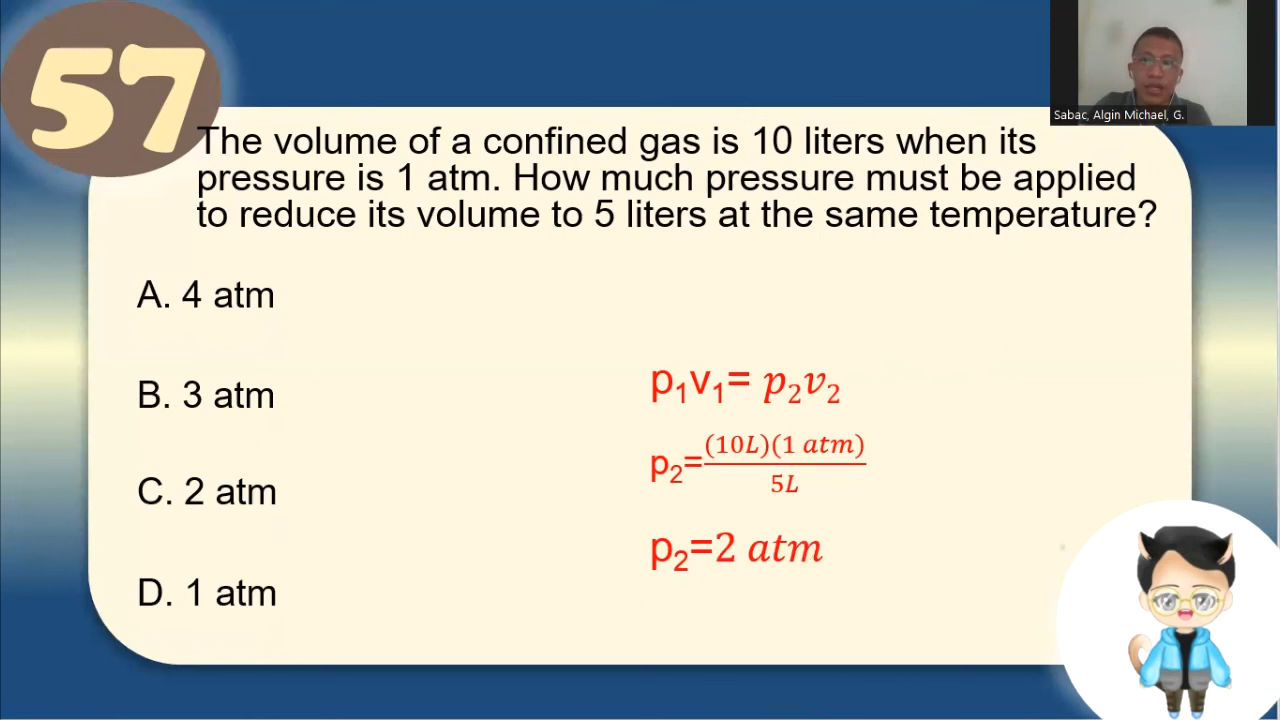 57
Sabac, Algin Michael, G.
The volume of a confined gas is 10 liters when its
pressure is 1 atm. How much pressure must be applied
to reduce its volume to 5 liters at the same temperature?
A. 4 atm
B. 3 atm
C. 2 atm
D. 1 atm
p₁v₁= p₂v₂
p₂=(10L)(1 atm)/5L
p₂=2 atm